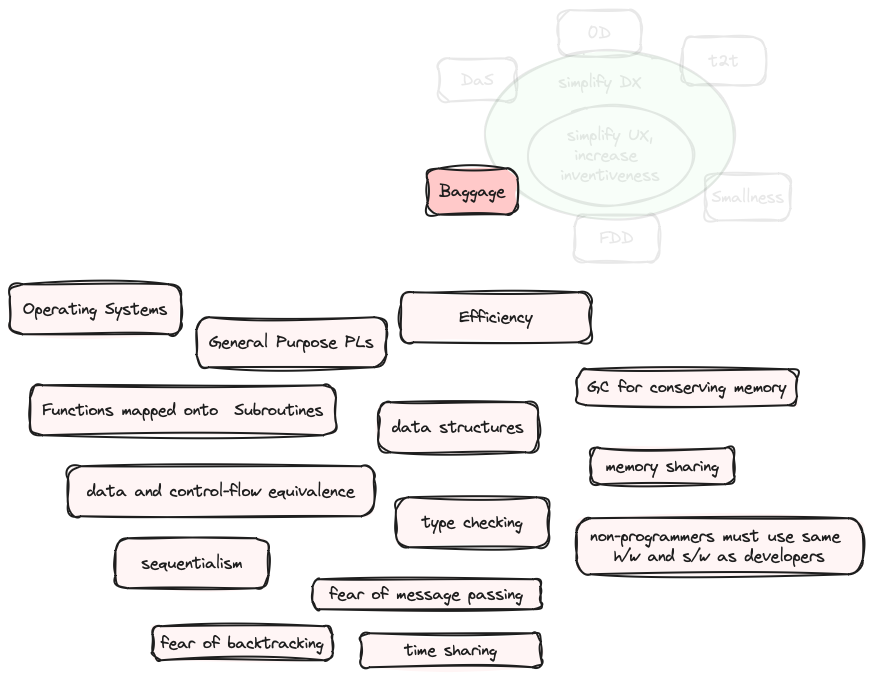 OD
t2t
DaS
simplify DX
simplify UX,
increase
inventiveness
Baggage
Smallness
FDD
Operating Systems
General Purpose PLs
Efficiency
GC for conserving memory
Functions mapped onto  Subroutines
data structures
memory sharing
data and control-flow equivalence
type checking
non-programmers must use same
h/w and s/w as developers
sequentialism
fear of message passing
fear of backtracking
time sharing